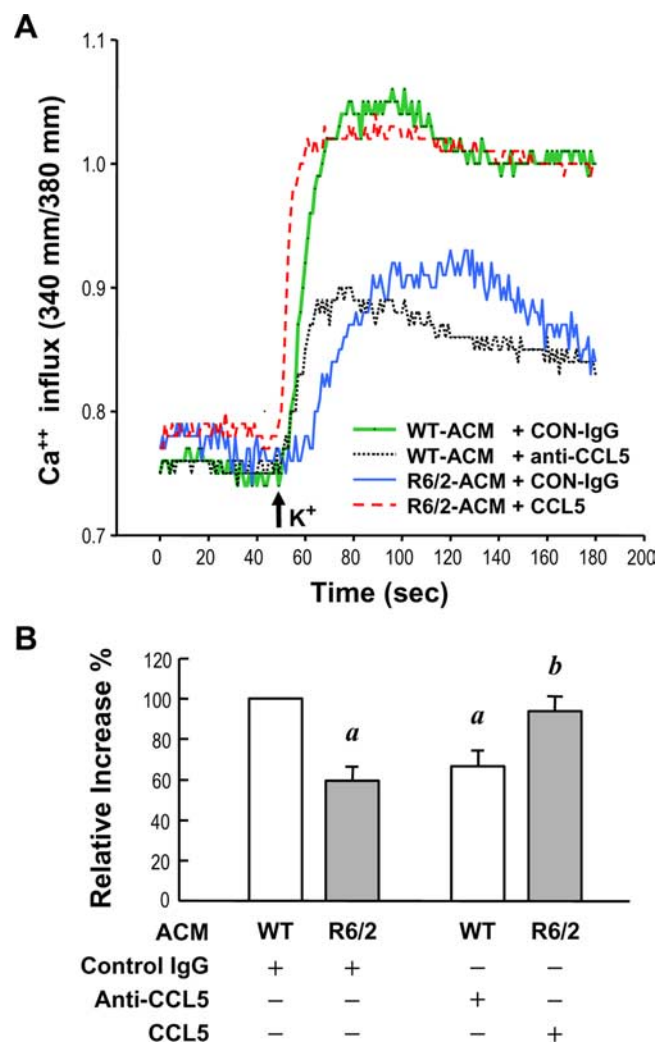 A
Ca++ influx (340 mm/380 mm)
1.1
1.0
0.9
0.8
0.7
WT-ACM + CON-IgG
WT-ACM + anti-CCL5
R6/2-ACM + CON-IgG
R6/2-ACM + CCL5
K+
0 20 40 60 80 100 120 140 160 180 200
Time (sec)
B
Relative Increase %
120
100
80
60
40
20
0
a
a
b
ACM WT R6/2 WT R6/2
Control IgG + + – –
Anti-CCL5 – – + –
CCL5 – – – +